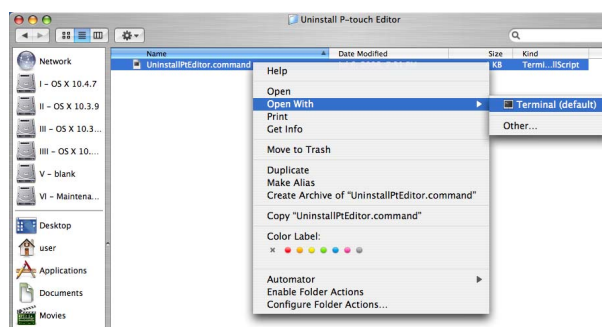 Uninstall P-touch Editor
Name Date Modified Size Kind
UninstallPtEditor.command KB Termi...llScript
Network
I - OS X 10.4.7
II - OS X 10.3.9
III - OS X 10.3...
IIII - OS X 10....
V - blank
VI - Maintena...
Desktop
user
Applications
Documents
Movies
Help
Open
Open With
Print
Get Info
Move to Trash
Duplicate
Make Alias
Create Archive of “UninstallPtEditor.command”
Copy “UninstallPtEditor.command”
Color Label:
Automator
Enable Folder Actions
Configure Folder Actions...
Terminal (default)
Other...